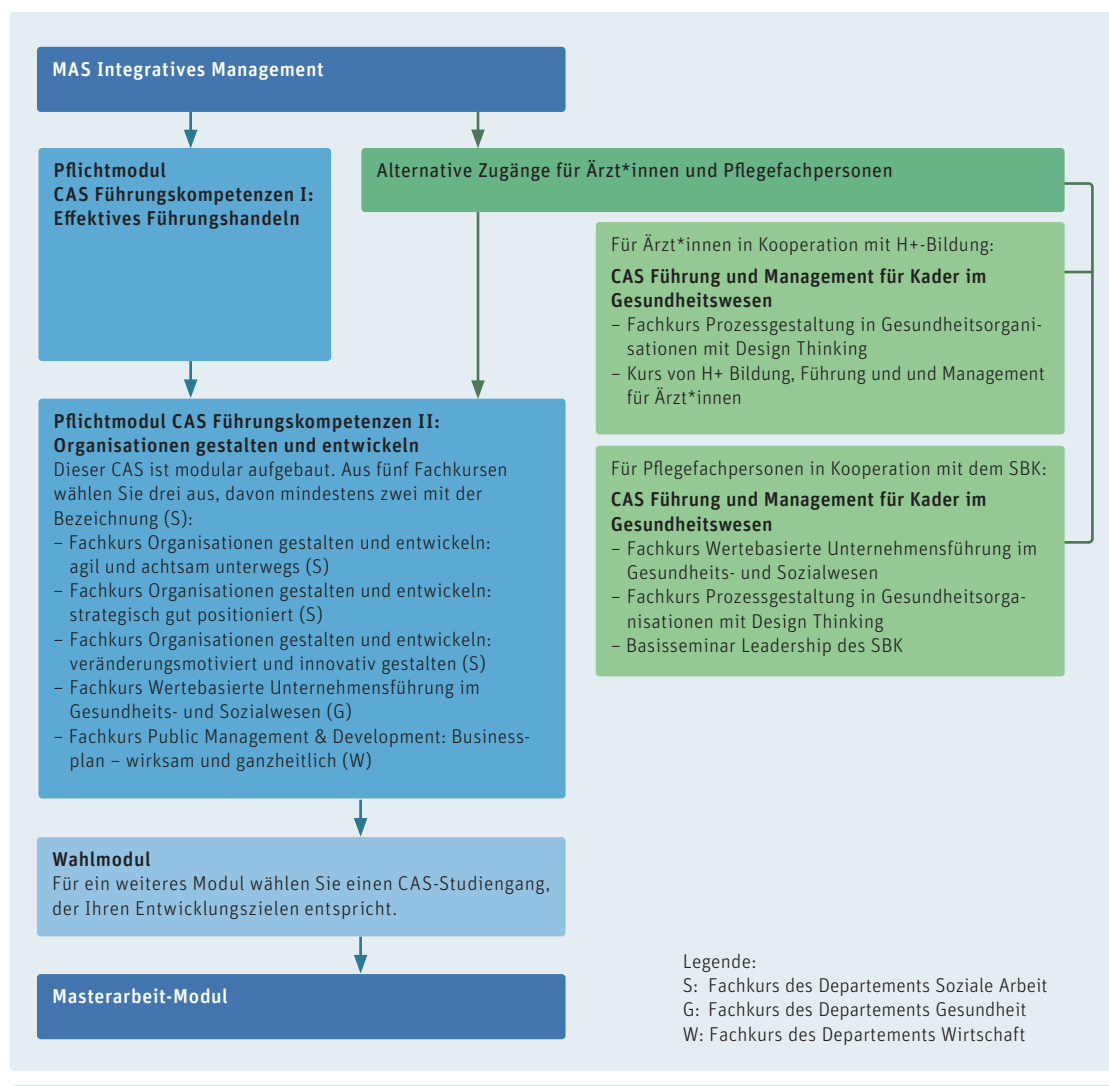 MAS Integratives Management
Pflichtmodul
CAS Führungskompetenzen I:
Effektives Führungshandeln
Alternative Zugänge für Ärzt*innen und Pflegefachpersonen
Für Ärzt*innen in Kooperation mit H+-Bildung:
CAS Führung und Management für Kader im
Gesundheitswesen
– Fachkurs Prozessgestaltung in Gesundheitsorgani-
sationen mit Design Thinking
– Kurs von H+ Bildung, Führung und und Management
für Ärzt*innen
Für Pflegefachpersonen in Kooperation mit dem SBK:
CAS Führung und Management für Kader im
Gesundheitswesen
– Fachkurs Wertebasierte Unternehmensführung im
Gesundheits- und Sozialwesen
– Fachkurs Prozessgestaltung in Gesundheitsorga-
nisationen mit Design Thinking
– Basisseminar Leadership des SBK
Pflichtmodul CAS Führungskompetenzen II:
Organisationen gestalten und entwickeln
Dieser CAS ist modular aufgebaut. Aus fünf Fachkursen
wählen Sie drei aus, davon mindestens zwei mit der
Bezeichnung (S):
– Fachkurs Organisationen gestalten und entwickeln:
agil und achtsam unterwegs (S)
– Fachkurs Organisationen gestalten und entwickeln:
strategisch gut positioniert (S)
– Fachkurs Organisationen gestalten und entwickeln:
veränderungsmotiviert und innovativ gestalten (S)
– Fachkurs Wertebasierte Unternehmensführung im
Gesundheits- und Sozialwesen (G)
– Fachkurs Public Management & Development: Business-
plan – wirksam und ganzheitlich (W)
Wahlmodul
Für ein weiteres Modul wählen Sie einen CAS-Studiengang,
der Ihren Entwicklungszielen entspricht.
Masterarbeit-Modul
Legende:
S: Fachkurs des Departements Soziale Arbeit
G: Fachkurs des Departements Gesundheit
W: Fachkurs des Departements Wirtschaft